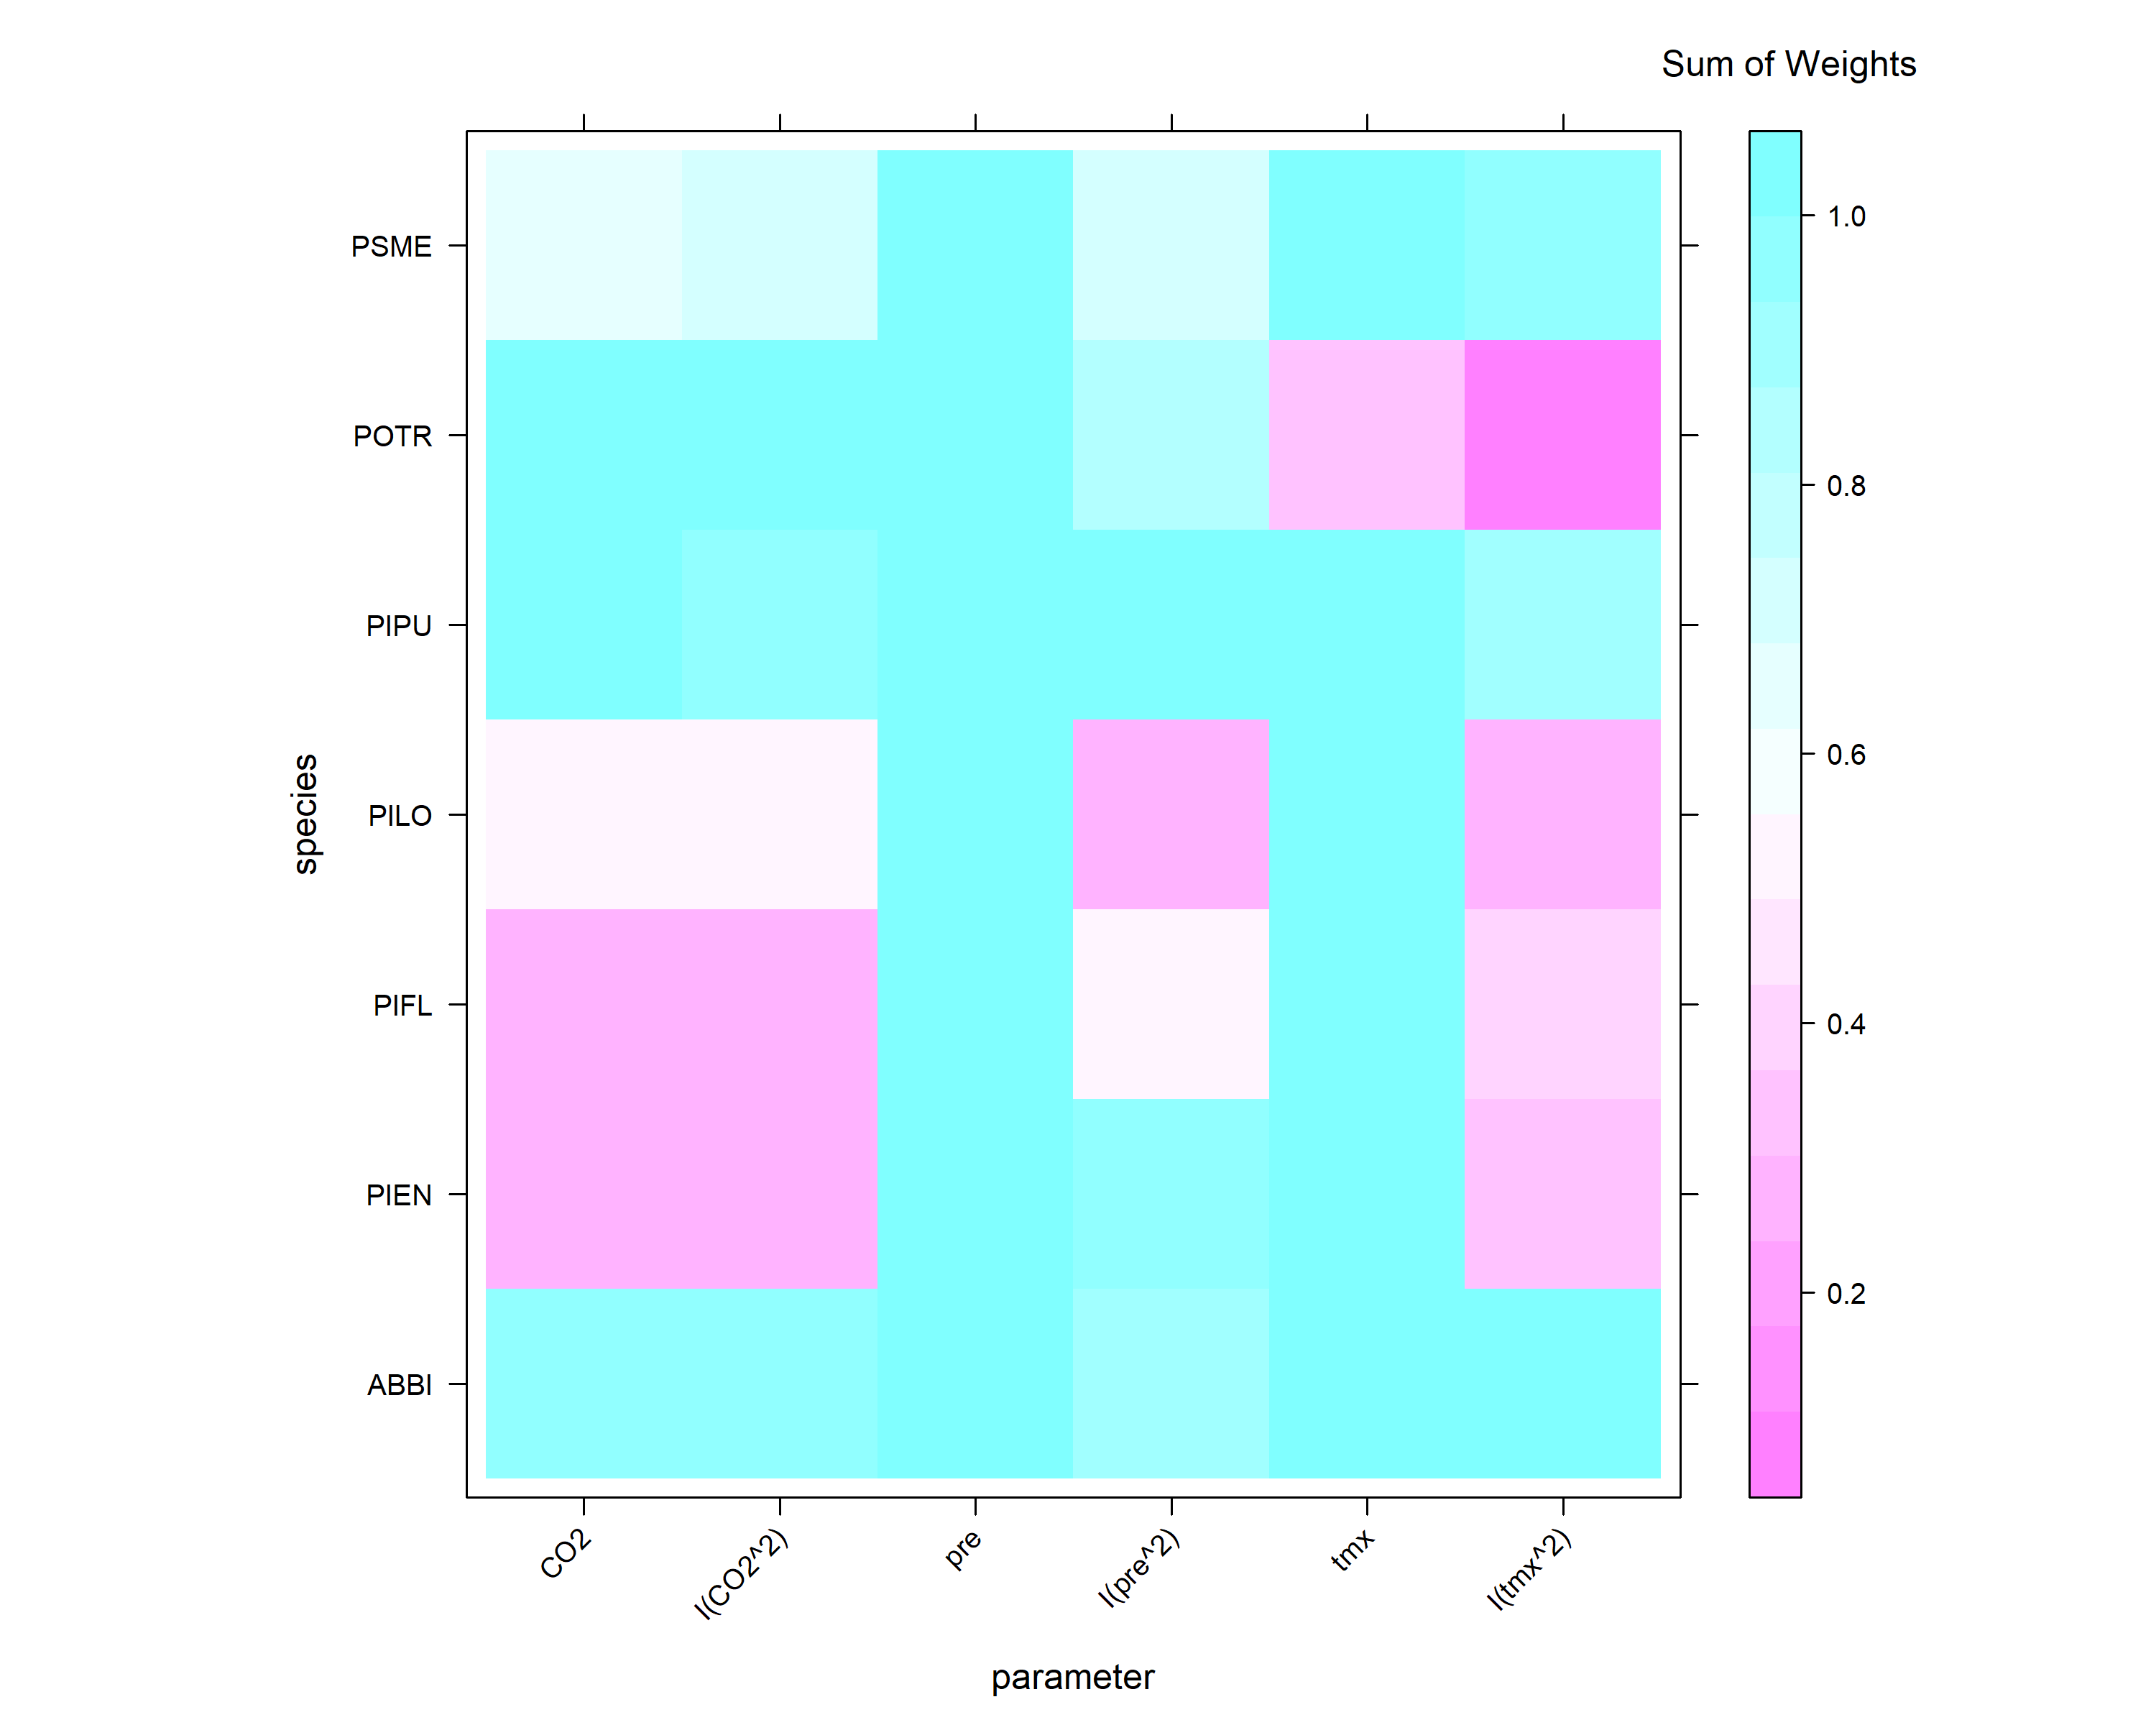 Sum of Weights
PSME
POTR
PIPU
PILO
PIFL
PIEN
ABBI
species
CO2
I(CO2^2)
pre
I(pre^2)
tmx
I(tmx^2)
parameter
1.0
0.8
0.6
0.4
0.2